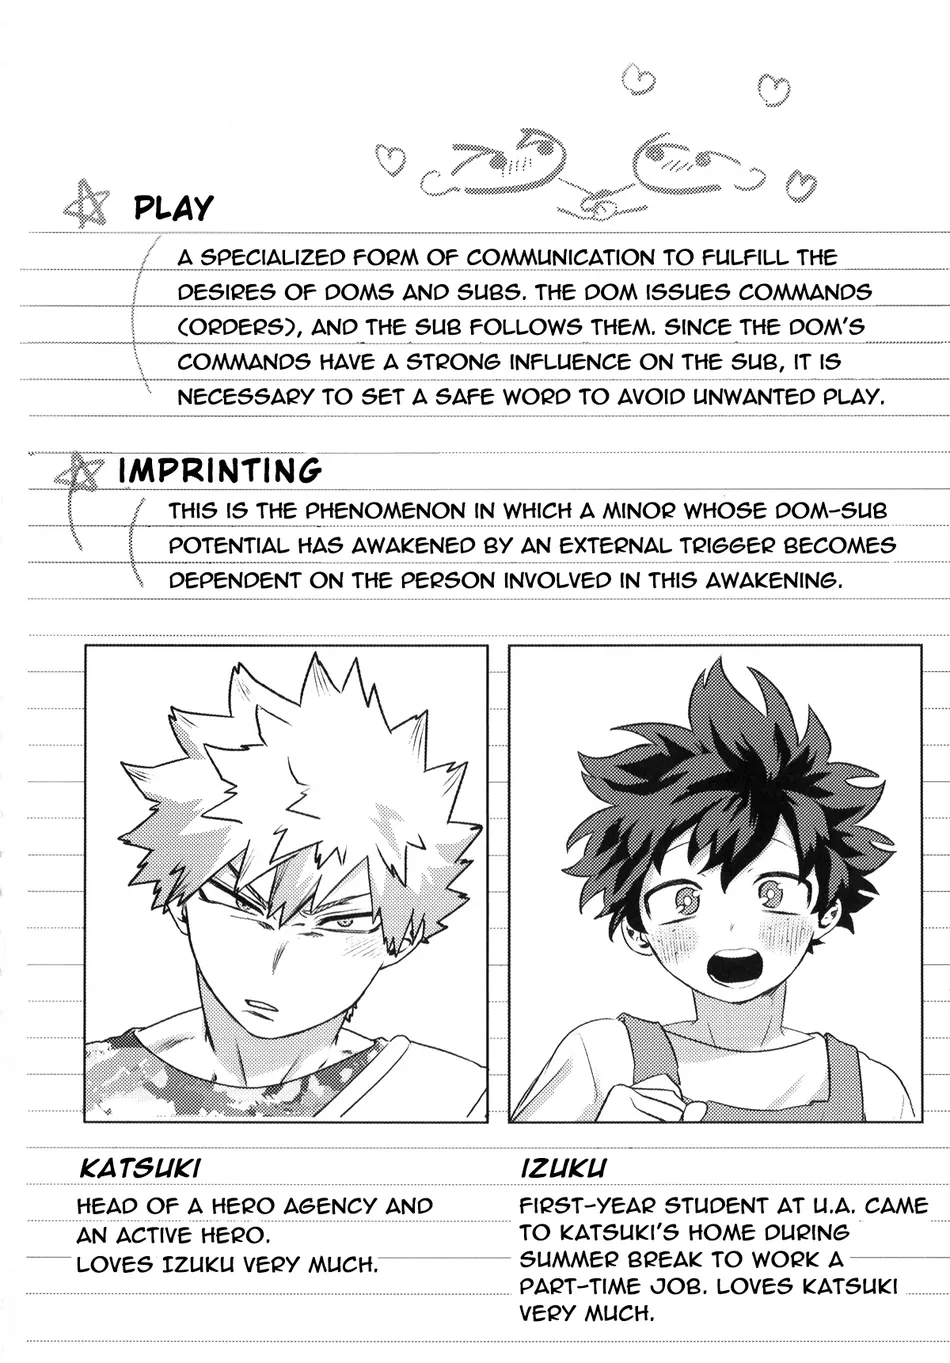 PLAY
A SPECIALIZED FORM OF COMMUNICATION TO FULFILL THE
DESIRES OF DOMS AND SUBS. THE DOM ISSUES COMMANDS
(ORDERS), AND THE SUB FOLLOWS THEM. SINCE THE DOM'S
COMMANDS HAVE A STRONG INFLUENCE ON THE SUB, IT IS
NECESSARY TO SET A SAFE WORD TO AVOID UNWANTED PLAY.
IMPRINTING
THIS IS THE PHENOMENON IN WHICH A MINOR WHOSE DOM-SUB
POTENTIAL HAS AWAKENED BY AN EXTERNAL TRIGGER BECOMES
DEPENDENT ON THE PERSON INVOLVED IN THIS AWAKENING.
KATSUKI
HEAD OF A HERO AGENCY AND
AN ACTIVE HERO.
LOVES IZUKU VERY MUCH.
IZUKU
FIRST-YEAR STUDENT AT U.A. CAME
TO KATSUKI'S HOME DURING
SUMMER BREAK TO WORK A
PART-TIME JOB. LOVES KATSUKI
VERY MUCH.